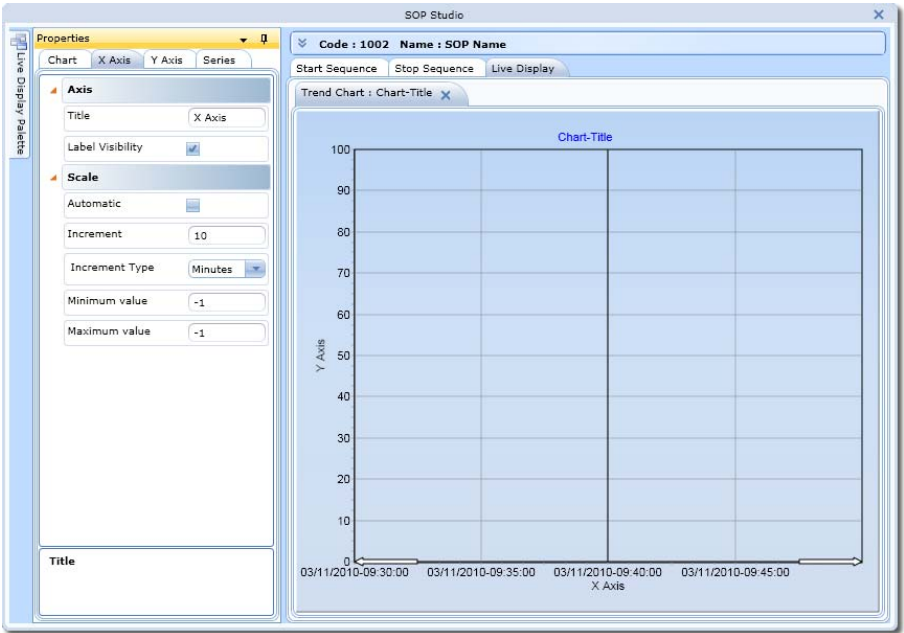 SOP Studio
Live Display Palette
Properties
Chart
X Axis
Y Axis
Series
Axis
Title
X Axis
Label Visibility
Scale
Automatic
Increment
10
Increment Type
Minutes
Minimum value
-1
Maximum value
-1
Title
Code : 1002 Name : SOP Name
Start Sequence
Stop Sequence
Live Display
Trend Chart : Chart-Title
Chart-Title
100
90
80
70
60
50
40
30
20
10
0
Y Axis
03/11/2010-09:30:00
03/11/2010-09:35:00
03/11/2010-09:40:00
03/11/2010-09:45:00
X Axis